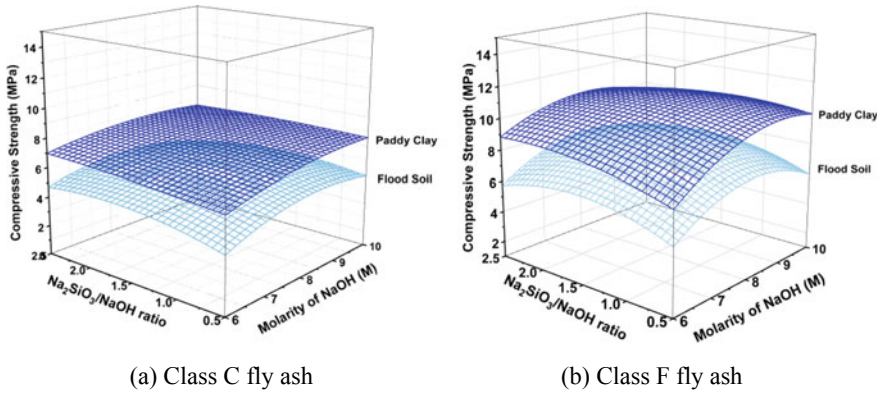 Compressive Strength (MPa)
14
12
10
8
6
4
2
2.5
2.0
1.5
1.0
0.5
Na₂SiO₃/NaOH ratio
6
7
8
9
10
Molarity of NaOH (M)
Paddy Clay
Flood Soil
(a) Class C fly ash
Compressive Strength (MPa)
14
12
10
8
6
4
2
2.5
2.0
1.5
1.0
0.5
Na₂SiO₃/NaOH ratio
6
7
8
9
10
Molarity of NaOH (M)
Paddy Clay
Flood Soil
(b) Class F fly ash